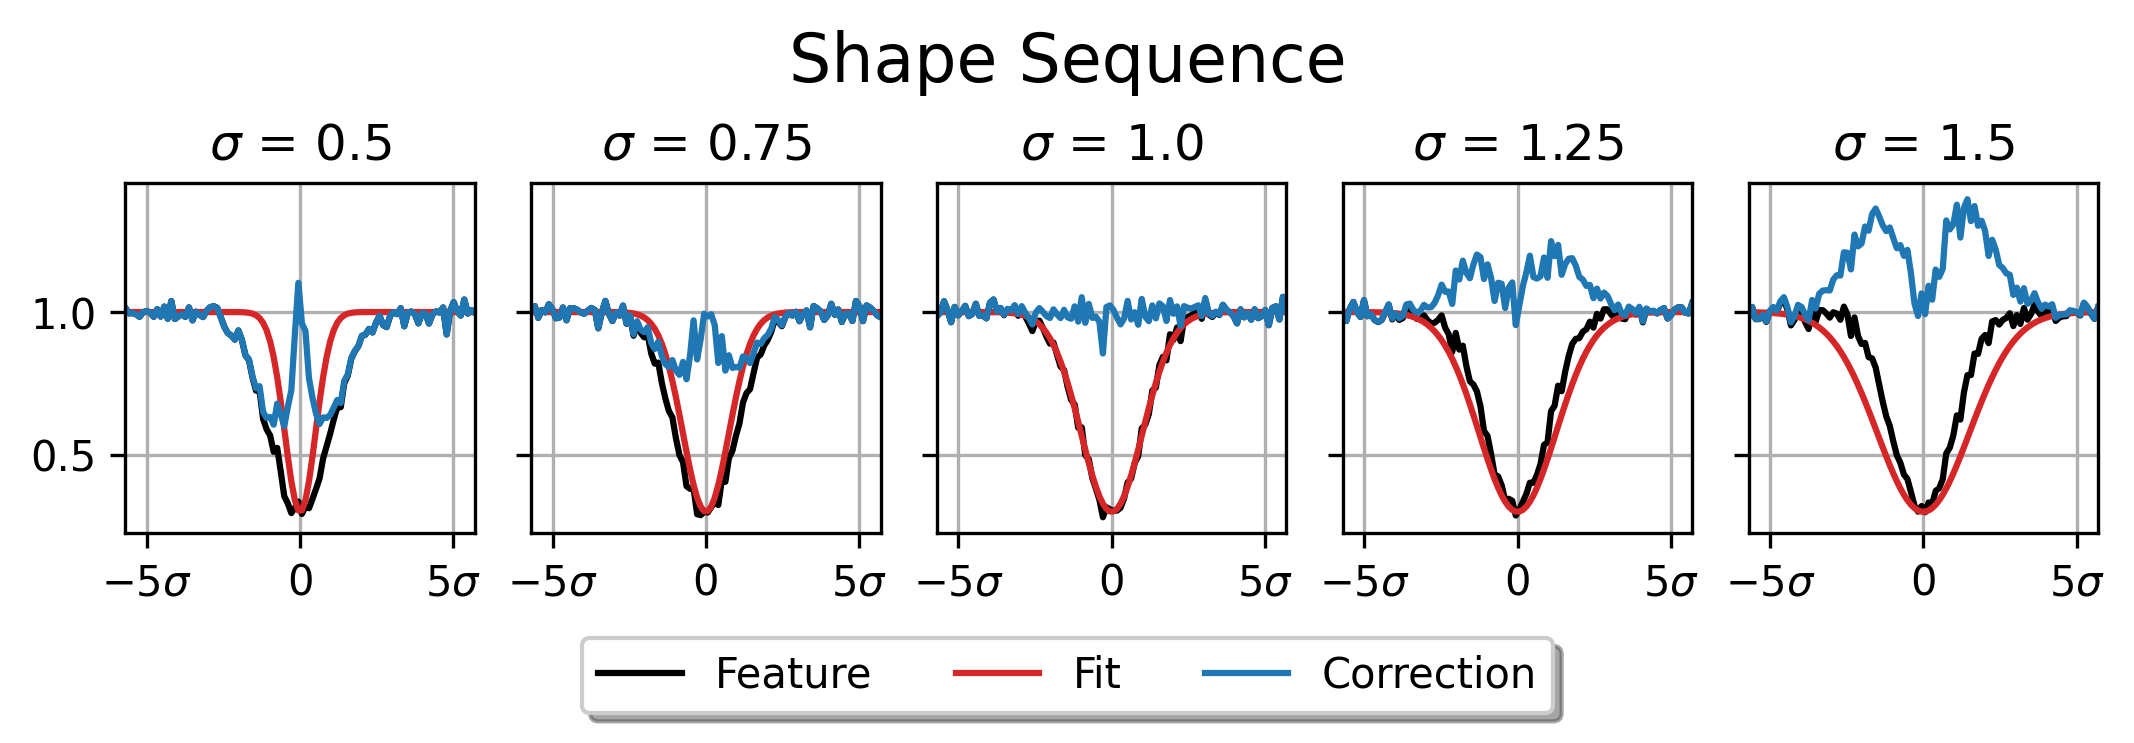 Shape Sequence
σ = 0.5
σ = 0.75
σ = 1.0
σ = 1.25
σ = 1.5
1.0
0.5
−5σ 0 5σ
−5σ 0 5σ
−5σ 0 5σ
−5σ 0 5σ
−5σ 0 5σ
Feature Fit Correction